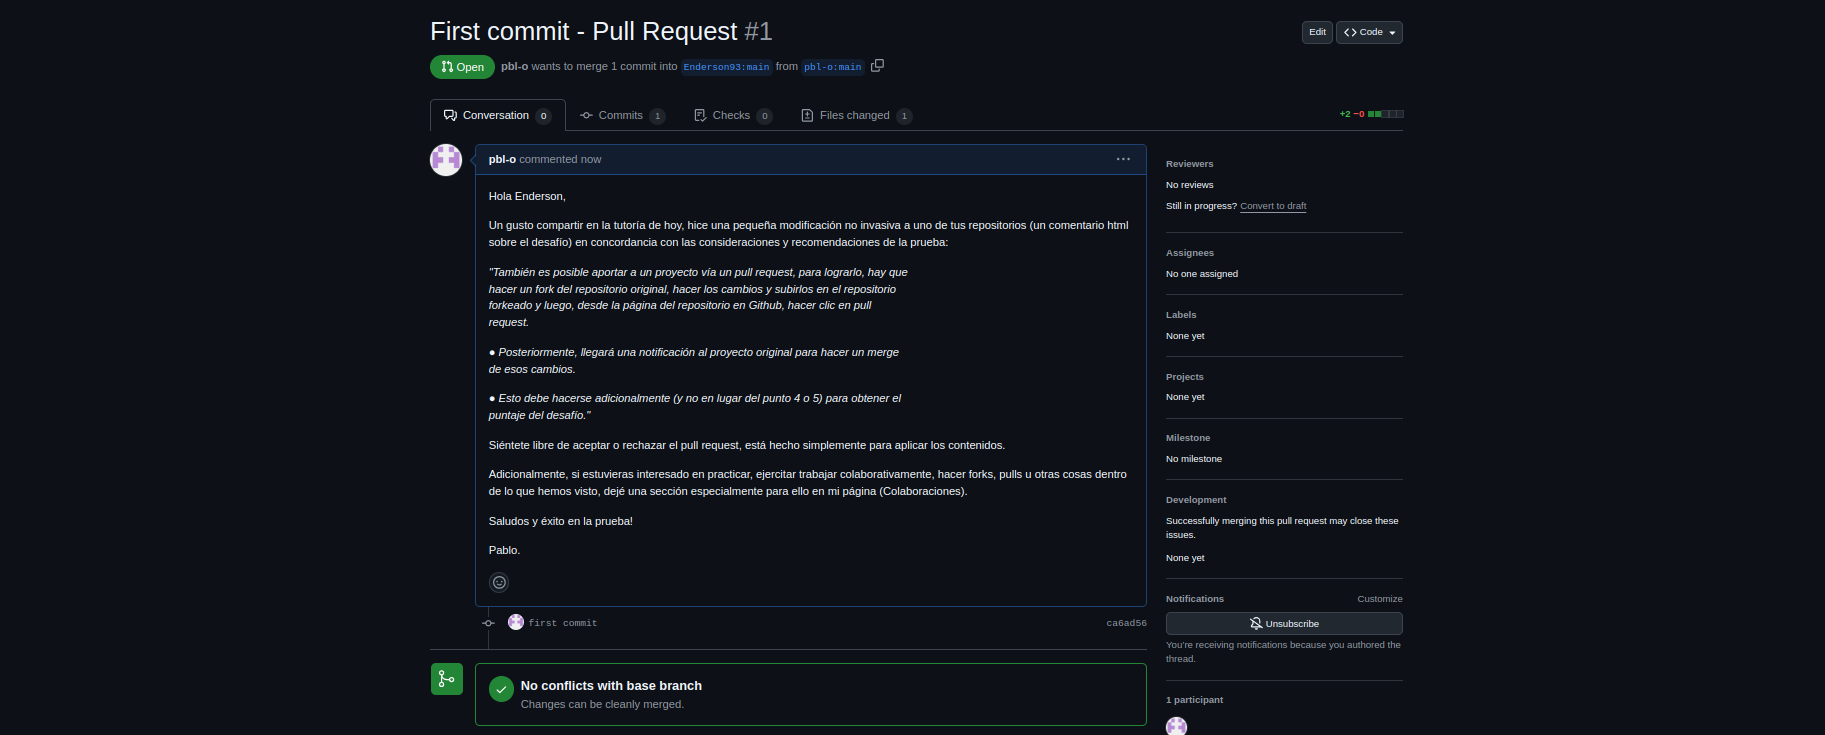 First commit - Pull Request #1
Edit
Code
Open
pbl-o wants to merge 1 commit into Enderson93:main from pbl-o:main
Conversation 0
Commits 1
Checks 0
Files changed 1
+2 −0
pbl-o commented now
Hola Enderson,
Un gusto compartir en la tutoría de hoy, hice una pequeña modificación no invasiva a uno de tus repositorios (un comentario html
sobre el desafío) en concordancia con las consideraciones y recomendaciones de la prueba:
"También es posible aportar a un proyecto vía un pull request, para lograrlo, hay que
hacer un fork del repositorio original, hacer los cambios y subirlos en el repositorio
forkeado y luego, desde la página del repositorio en Github, hacer clic en pull
request.
● Posteriormente, llegará una notificación al proyecto original para hacer un merge
de esos cambios.
● Esto debe hacerse adicionalmente (y no en lugar del punto 4 o 5) para obtener el
puntaje del desafío."
Siéntete libre de aceptar o rechazar el pull request, está hecho simplemente para aplicar los contenidos.
Adicionalmente, si estuvieras interesado en practicar, ejercitar trabajar colaborativamente, hacer forks, pulls u otras cosas dentro
de lo que hemos visto, dejé una sección especialmente para ello en mi página (Colaboraciones).
Saludos y éxito en la prueba!
Pablo.
first commit
ca6ad56
No conflicts with base branch
Changes can be cleanly merged.
Reviewers
No reviews
Still in progress? Convert to draft
Assignees
No one assigned
Labels
None yet
Projects
None yet
Milestone
No milestone
Development
Successfully merging this pull request may close these
issues.
None yet
Notifications
Customize
Unsubscribe
You're receiving notifications because you authored the
thread.
1 participant